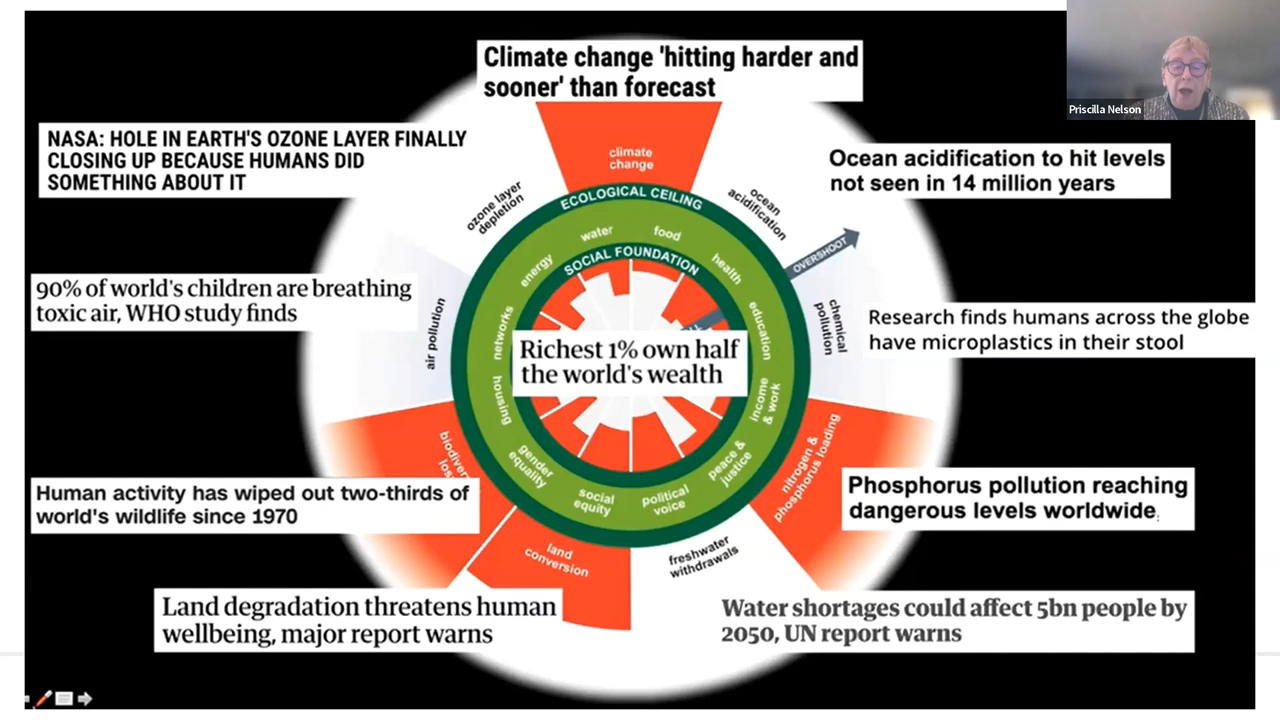 Climate change 'hitting harder and
sooner' than forecast
Priscilla Nelson
NASA: HOLE IN EARTH'S OZONE LAYER FINALLY
CLOSING UP BECAUSE HUMANS DID
SOMETHING ABOUT IT
Ocean acidification to hit levels
not seen in 14 million years
climate
change
ozone layer
depletion
ocean
acidification
ECOLOGICAL CEILING
water
food
energy
health
SOCIAL FOUNDATION
OVERSHOOT
90% of world's children are breathing
toxic air, WHO study finds
air pollution
networks
education
chemical
pollution
Research finds humans across the globe
have microplastics in their stool
Richest 1% own half
the world's wealth
housing
income
& work
gender
equality
peace &
justice
social
equity
political
voice
nitrogen &
phosphorus loading
Human activity has wiped out two-thirds of
world's wildlife since 1970
Phosphorus pollution reaching
dangerous levels worldwide.
land
conversion
freshwater
withdrawals
Land degradation threatens human
wellbeing, major report warns
Water shortages could affect 5bn people by
2050, UN report warns